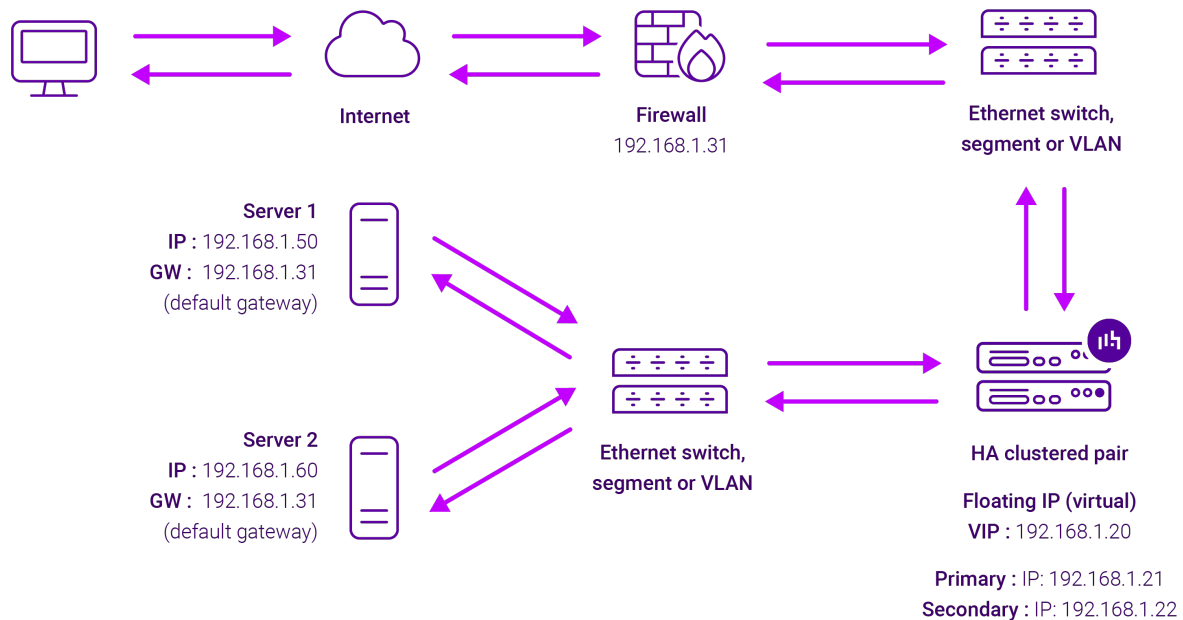 Internet
Firewall
192.168.1.31
Ethernet switch,
segment or VLAN
Server 1
IP : 192.168.1.50
GW : 192.168.1.31
(default gateway)
Server 2
IP : 192.168.1.60
GW : 192.168.1.31
(default gateway)
Ethernet switch,
segment or VLAN
HA clustered pair
Floating IP (virtual)
VIP : 192.168.1.20
Primary : IP: 192.168.1.21
Secondary : IP: 192.168.1.22